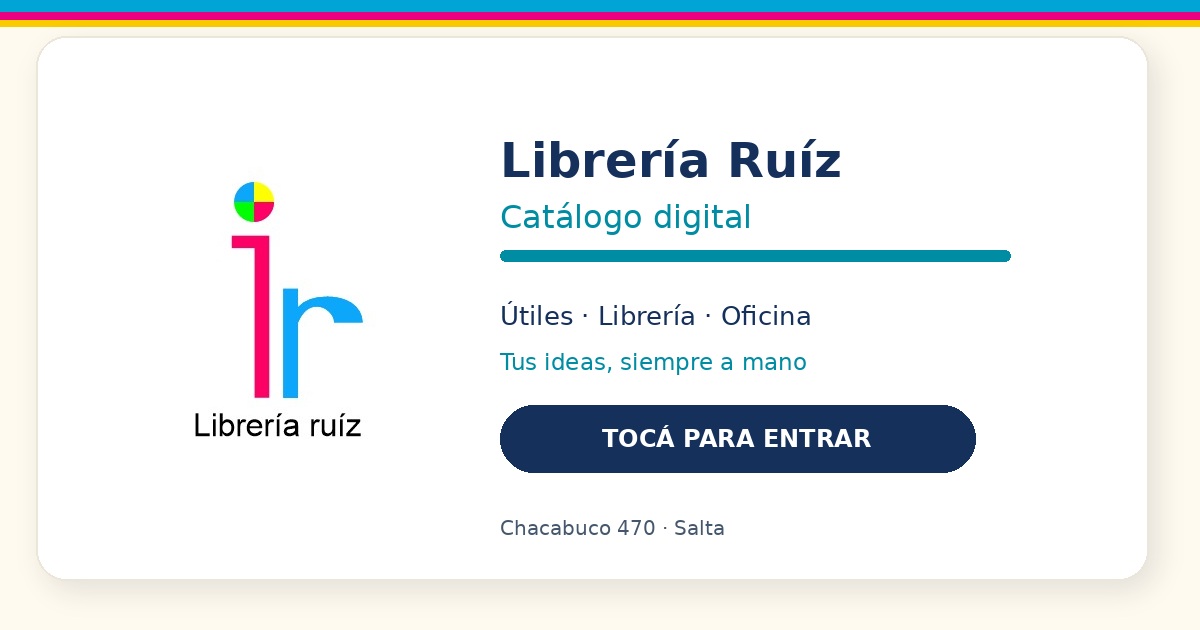 Librería Ruíz
Catálogo digital
Útiles · Librería · Oficina
Tus ideas, siempre a mano
TOCÁ PARA ENTRAR
Chacabuco 470 · Salta
ir
Librería ruíz